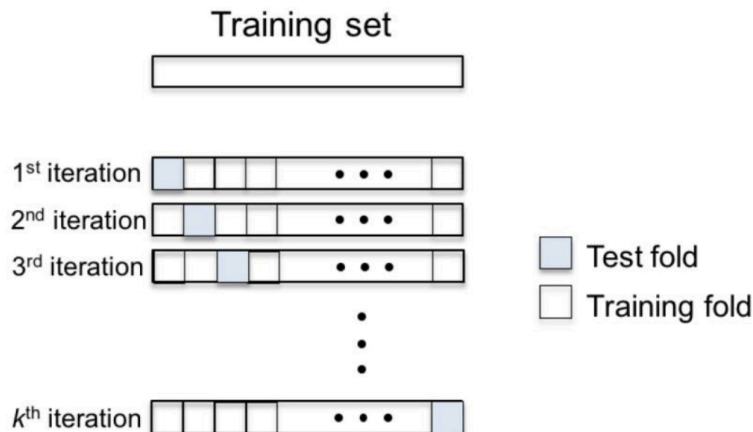 Training set
1st iteration
• • •
2nd iteration
• • •
3rd iteration
• • •
Test fold
Training fold
kth iteration
• • •